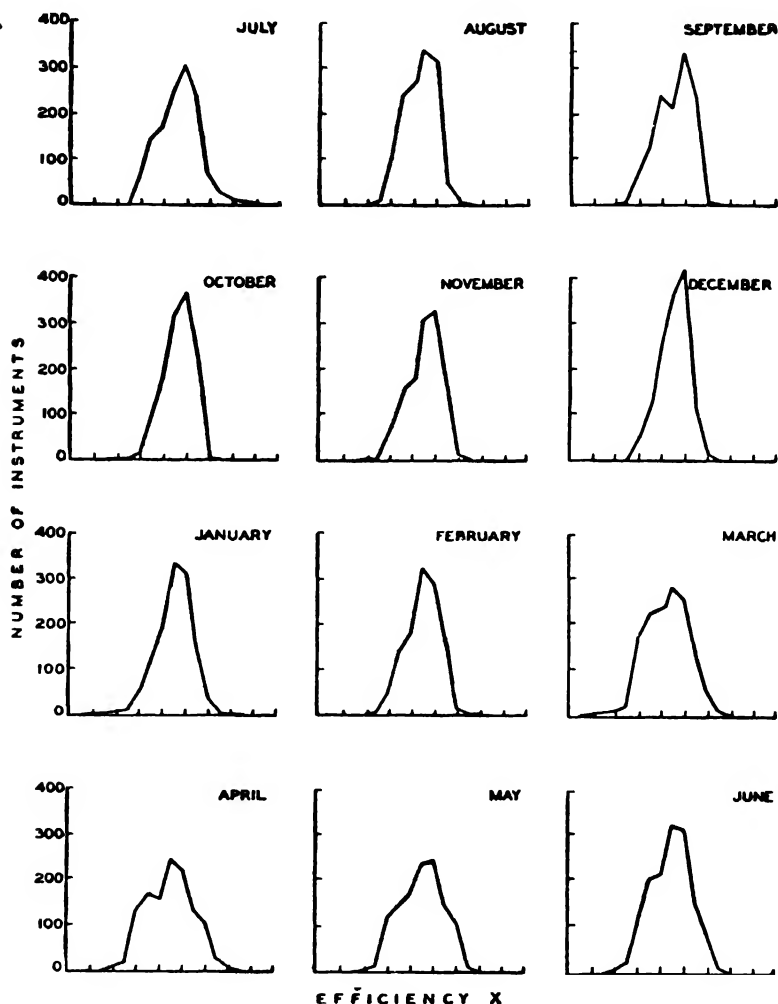 400
300
200
100
0
JULY
AUGUST
SEPTEMBER
400
300
200
100
0
OCTOBER
NOVEMBER
DECEMBER
400
300
200
100
0
JANUARY
FEBRUARY
MARCH
400
300
200
100
0
APRIL
MAY
JUNE
NUMBER OF INSTRUMENTS
EFFICIENCY X